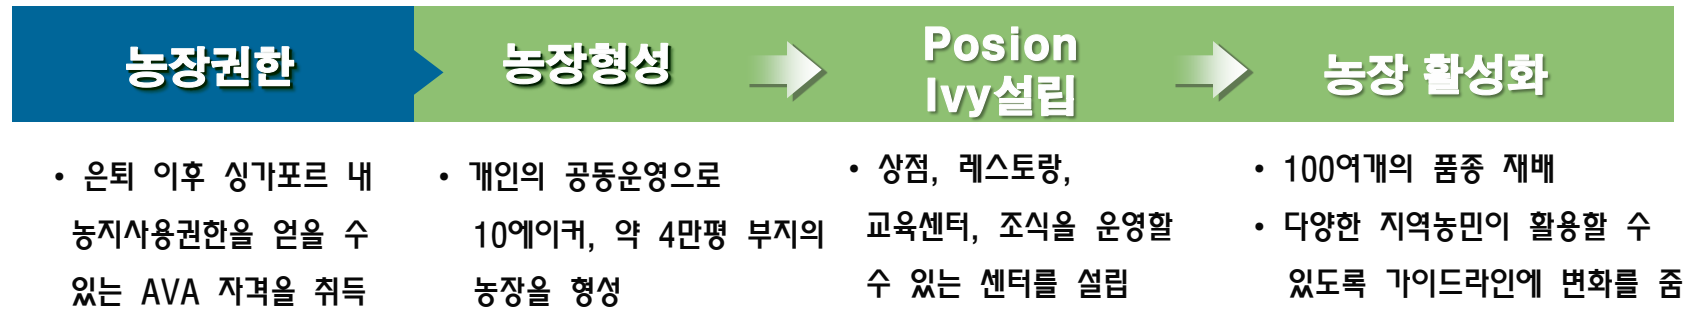 농장권한
농장형성
Posion
Ivy설립
농장 활성화
• 은퇴 이후 싱가포르 내
농지사용권한을 얻을 수
있는 AVA 자격을 취득
• 개인의 공동운영으로
10에이커, 약 4만평 부지의
농장을 형성
• 상점, 레스토랑,
교육센터, 조식을 운영할
수 있는 센터를 설립
• 100여개의 품종 재배
• 다양한 지역농민이 활용할 수
있도록 가이드라인에 변화를 줌